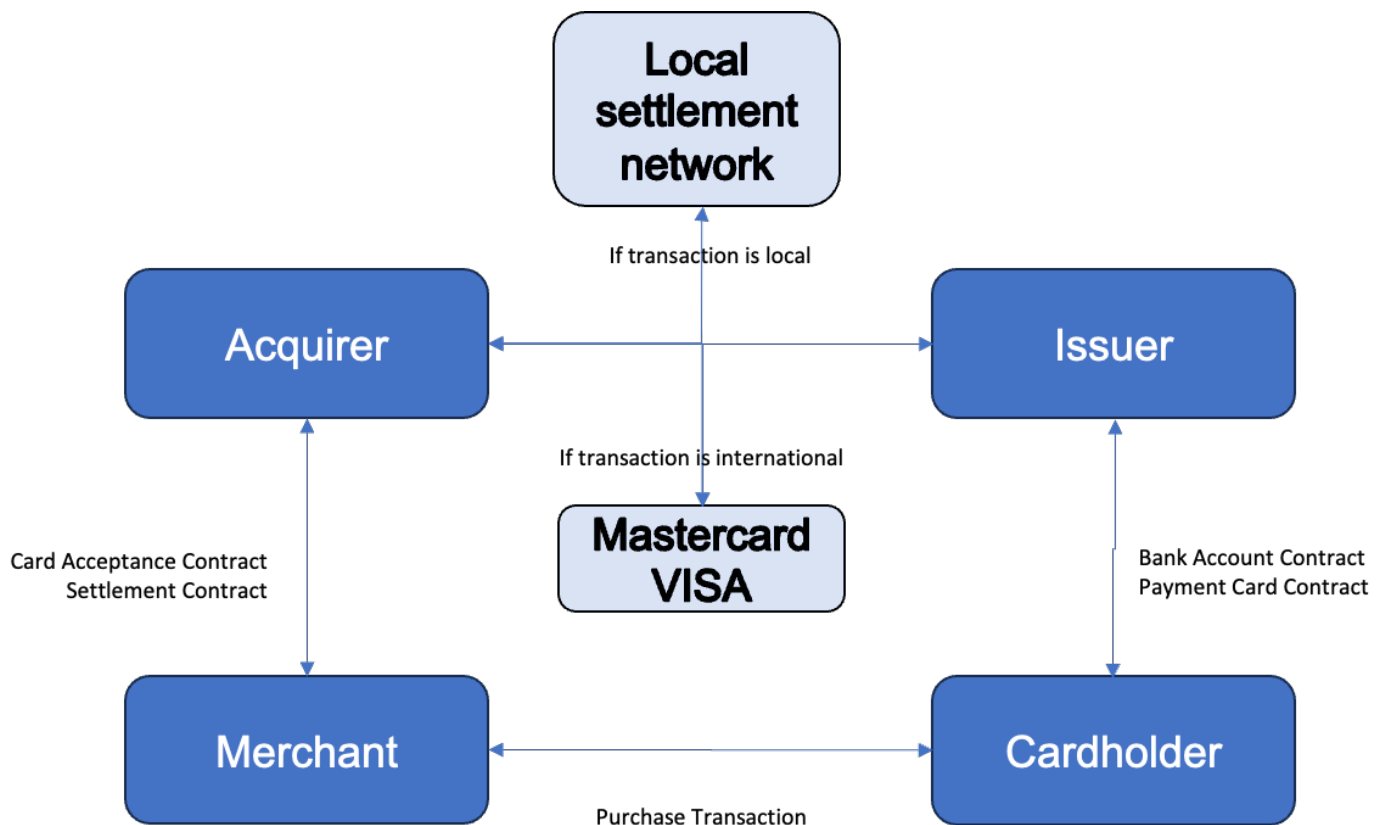 Local
settlement
network
If transaction is local
Acquirer
Issuer
If transaction is international
Mastercard
VISA
Card Acceptance Contract
Settlement Contract
Bank Account Contract
Payment Card Contract
Merchant
Cardholder
Purchase Transaction